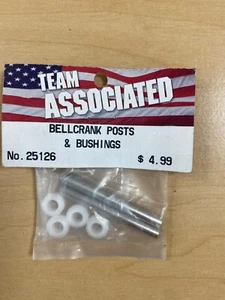 TEAM
ASSOCIATED
BELLCRANK POSTS
& BUSHINGS
No. 25126 $ 4.99